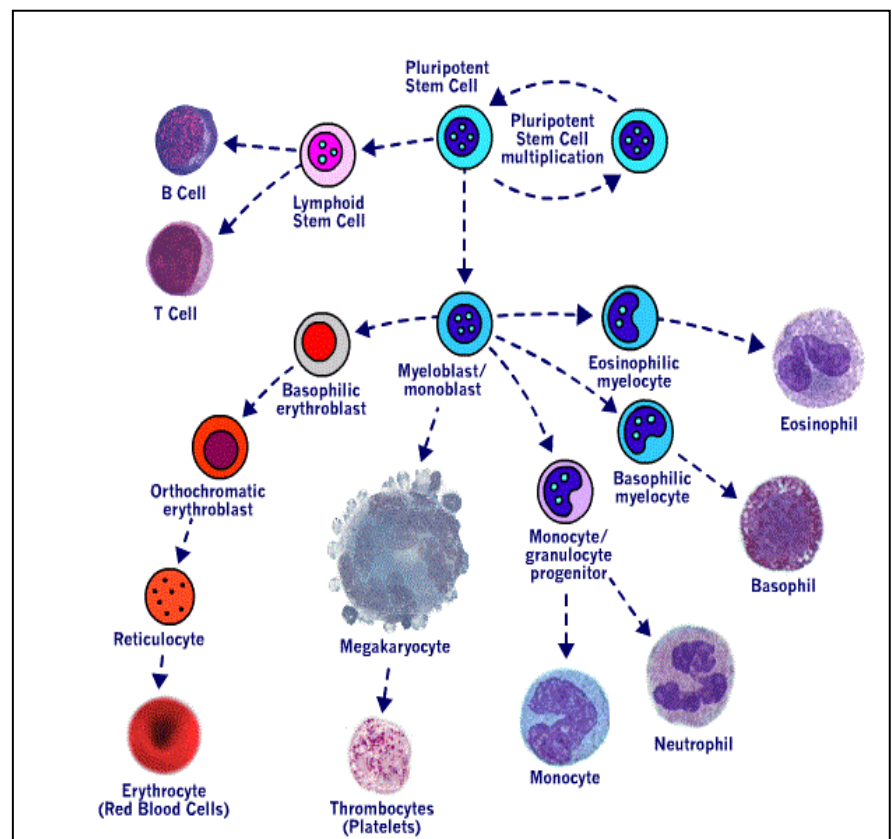 Pluripotent
Stem Cell
Pluripotent
Stem Cell
multiplication
B Cell
Lymphoid
Stem Cell
T Cell
Basophilic
erythroblast
Myeloblast/
monoblast
Eosinophilic
myelocyte
Eosinophil
Orthochromatic
erythroblast
Basophilic
myelocyte
Monocyte/
granulocyte
progenitor
Basophil
Reticulocyte
Megakaryocyte
Neutrophil
Monocyte
Erythrocyte
(Red Blood Cells)
Thrombocytes
(Platelets)